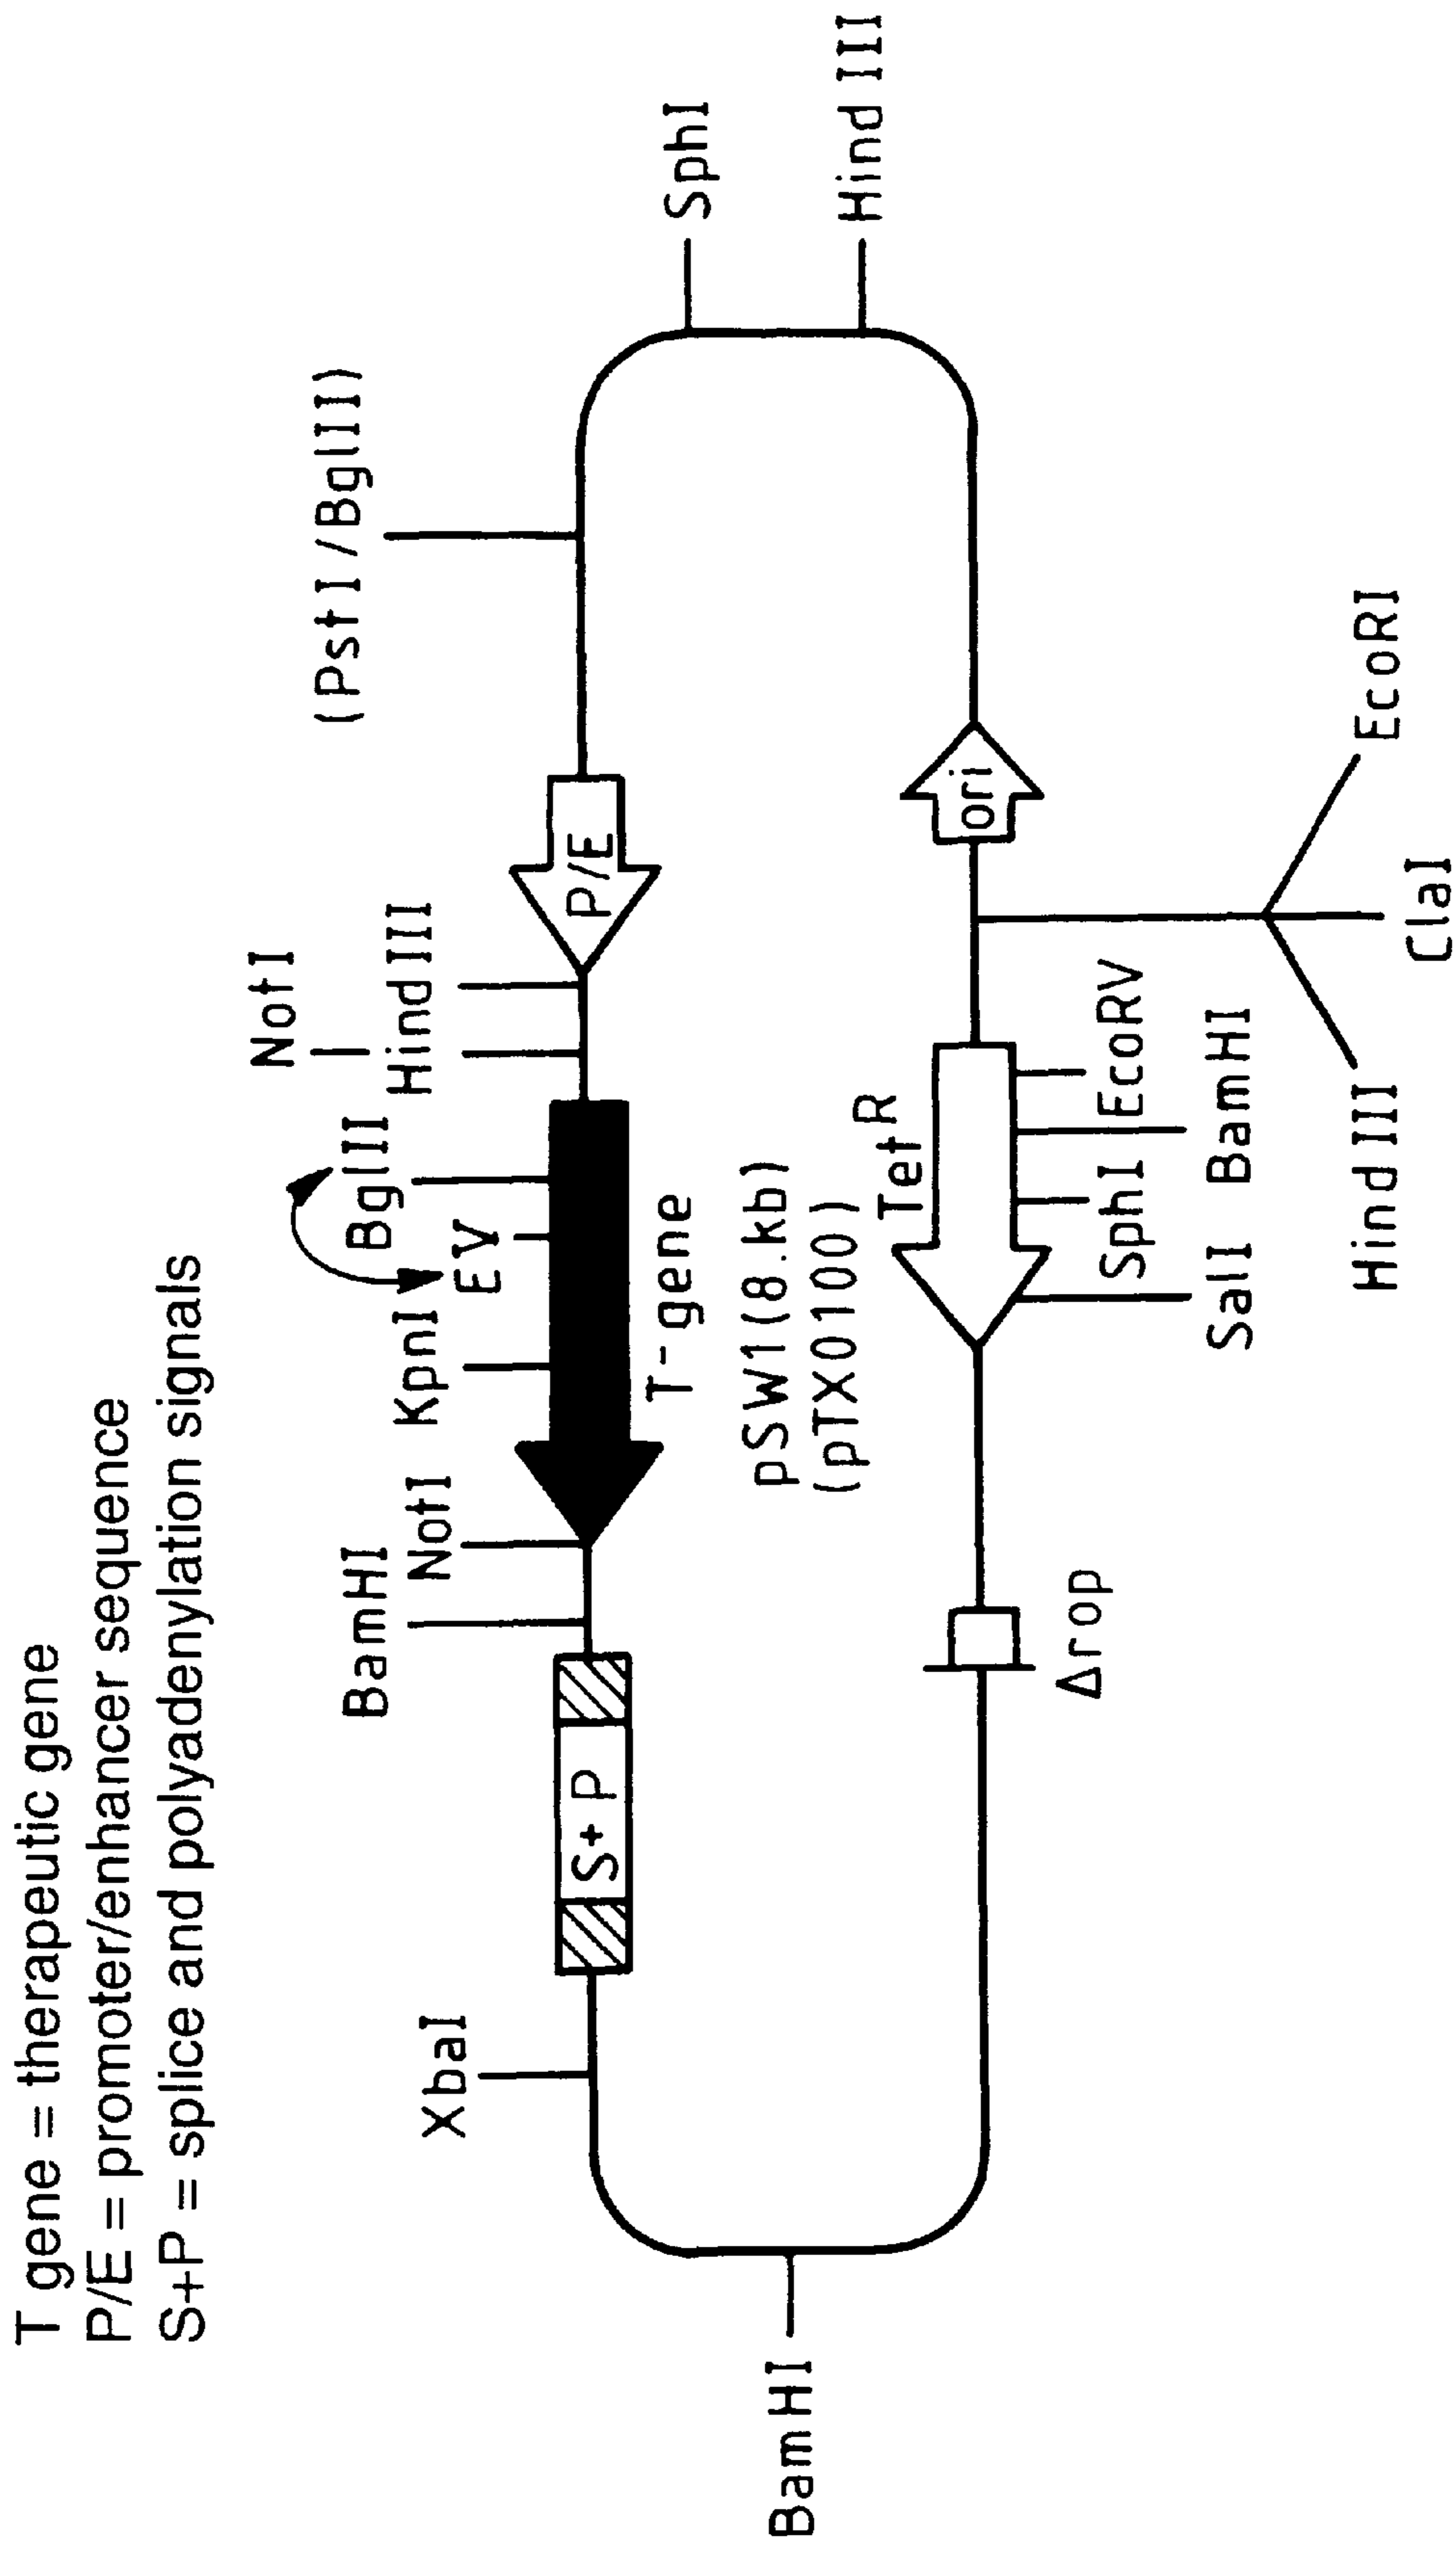 T gene = therapeutic gene
P/E = promoter/enhancer sequence
S+P = splice and polyadenylation signals
NotI
(PstI/BglII)
BglII
HindIII
BamHI
NotI
KpnI
EV
XbaI
S+ P
P/E
T-gene
SphI
BamHI
pSW1(8.kb)
(pTX0100)
Hind III
Tet R
ori
Δrop
SphI
EcoRV
SalI
BamHI
HindIII
ClaI
EcoRI